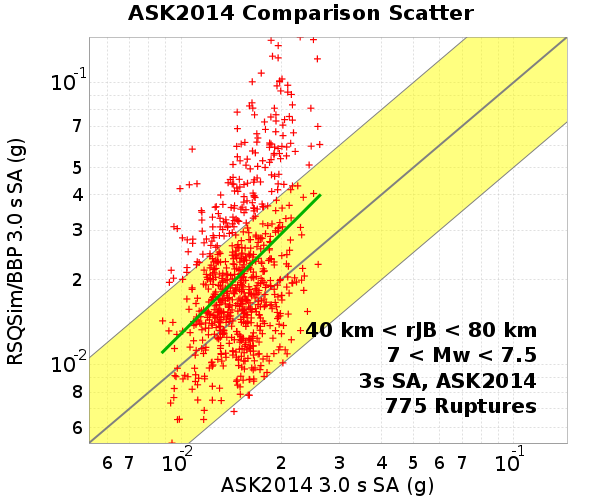 ASK2014 Comparison Scatter
RSQSim/BBP 3.0 s SA (g)
10-1
7
5
4
3
2
10-2
8
6
40 km < rJB < 80 km
7 < Mw < 7.5
3s SA, ASK2014
775 Ruptures
6 7 10-2 2 3 4 5 6 7 10-1
ASK2014 3.0 s SA (g)